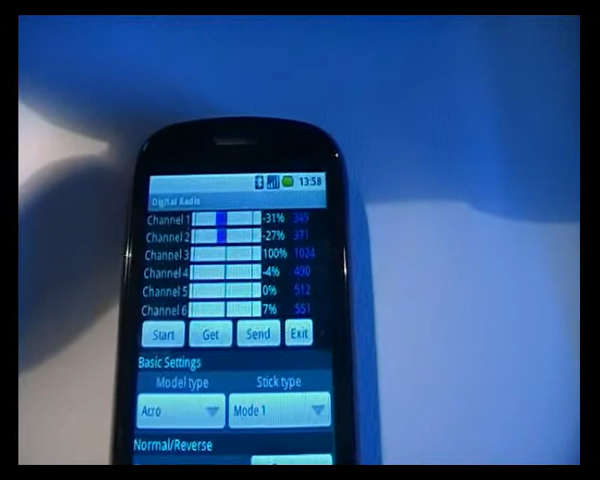 13:58
Digital Radio
Channel 1 -31% 349
Channel 2 -27% 371
Channel 3 100% 1024
Channel 4 -4% 490
Channel 5 0% 512
Channel 6 7% 551
Start Get Send Exit
Basic Settings
Model type Stick type
Acro Mode 1
Normal/Reverse